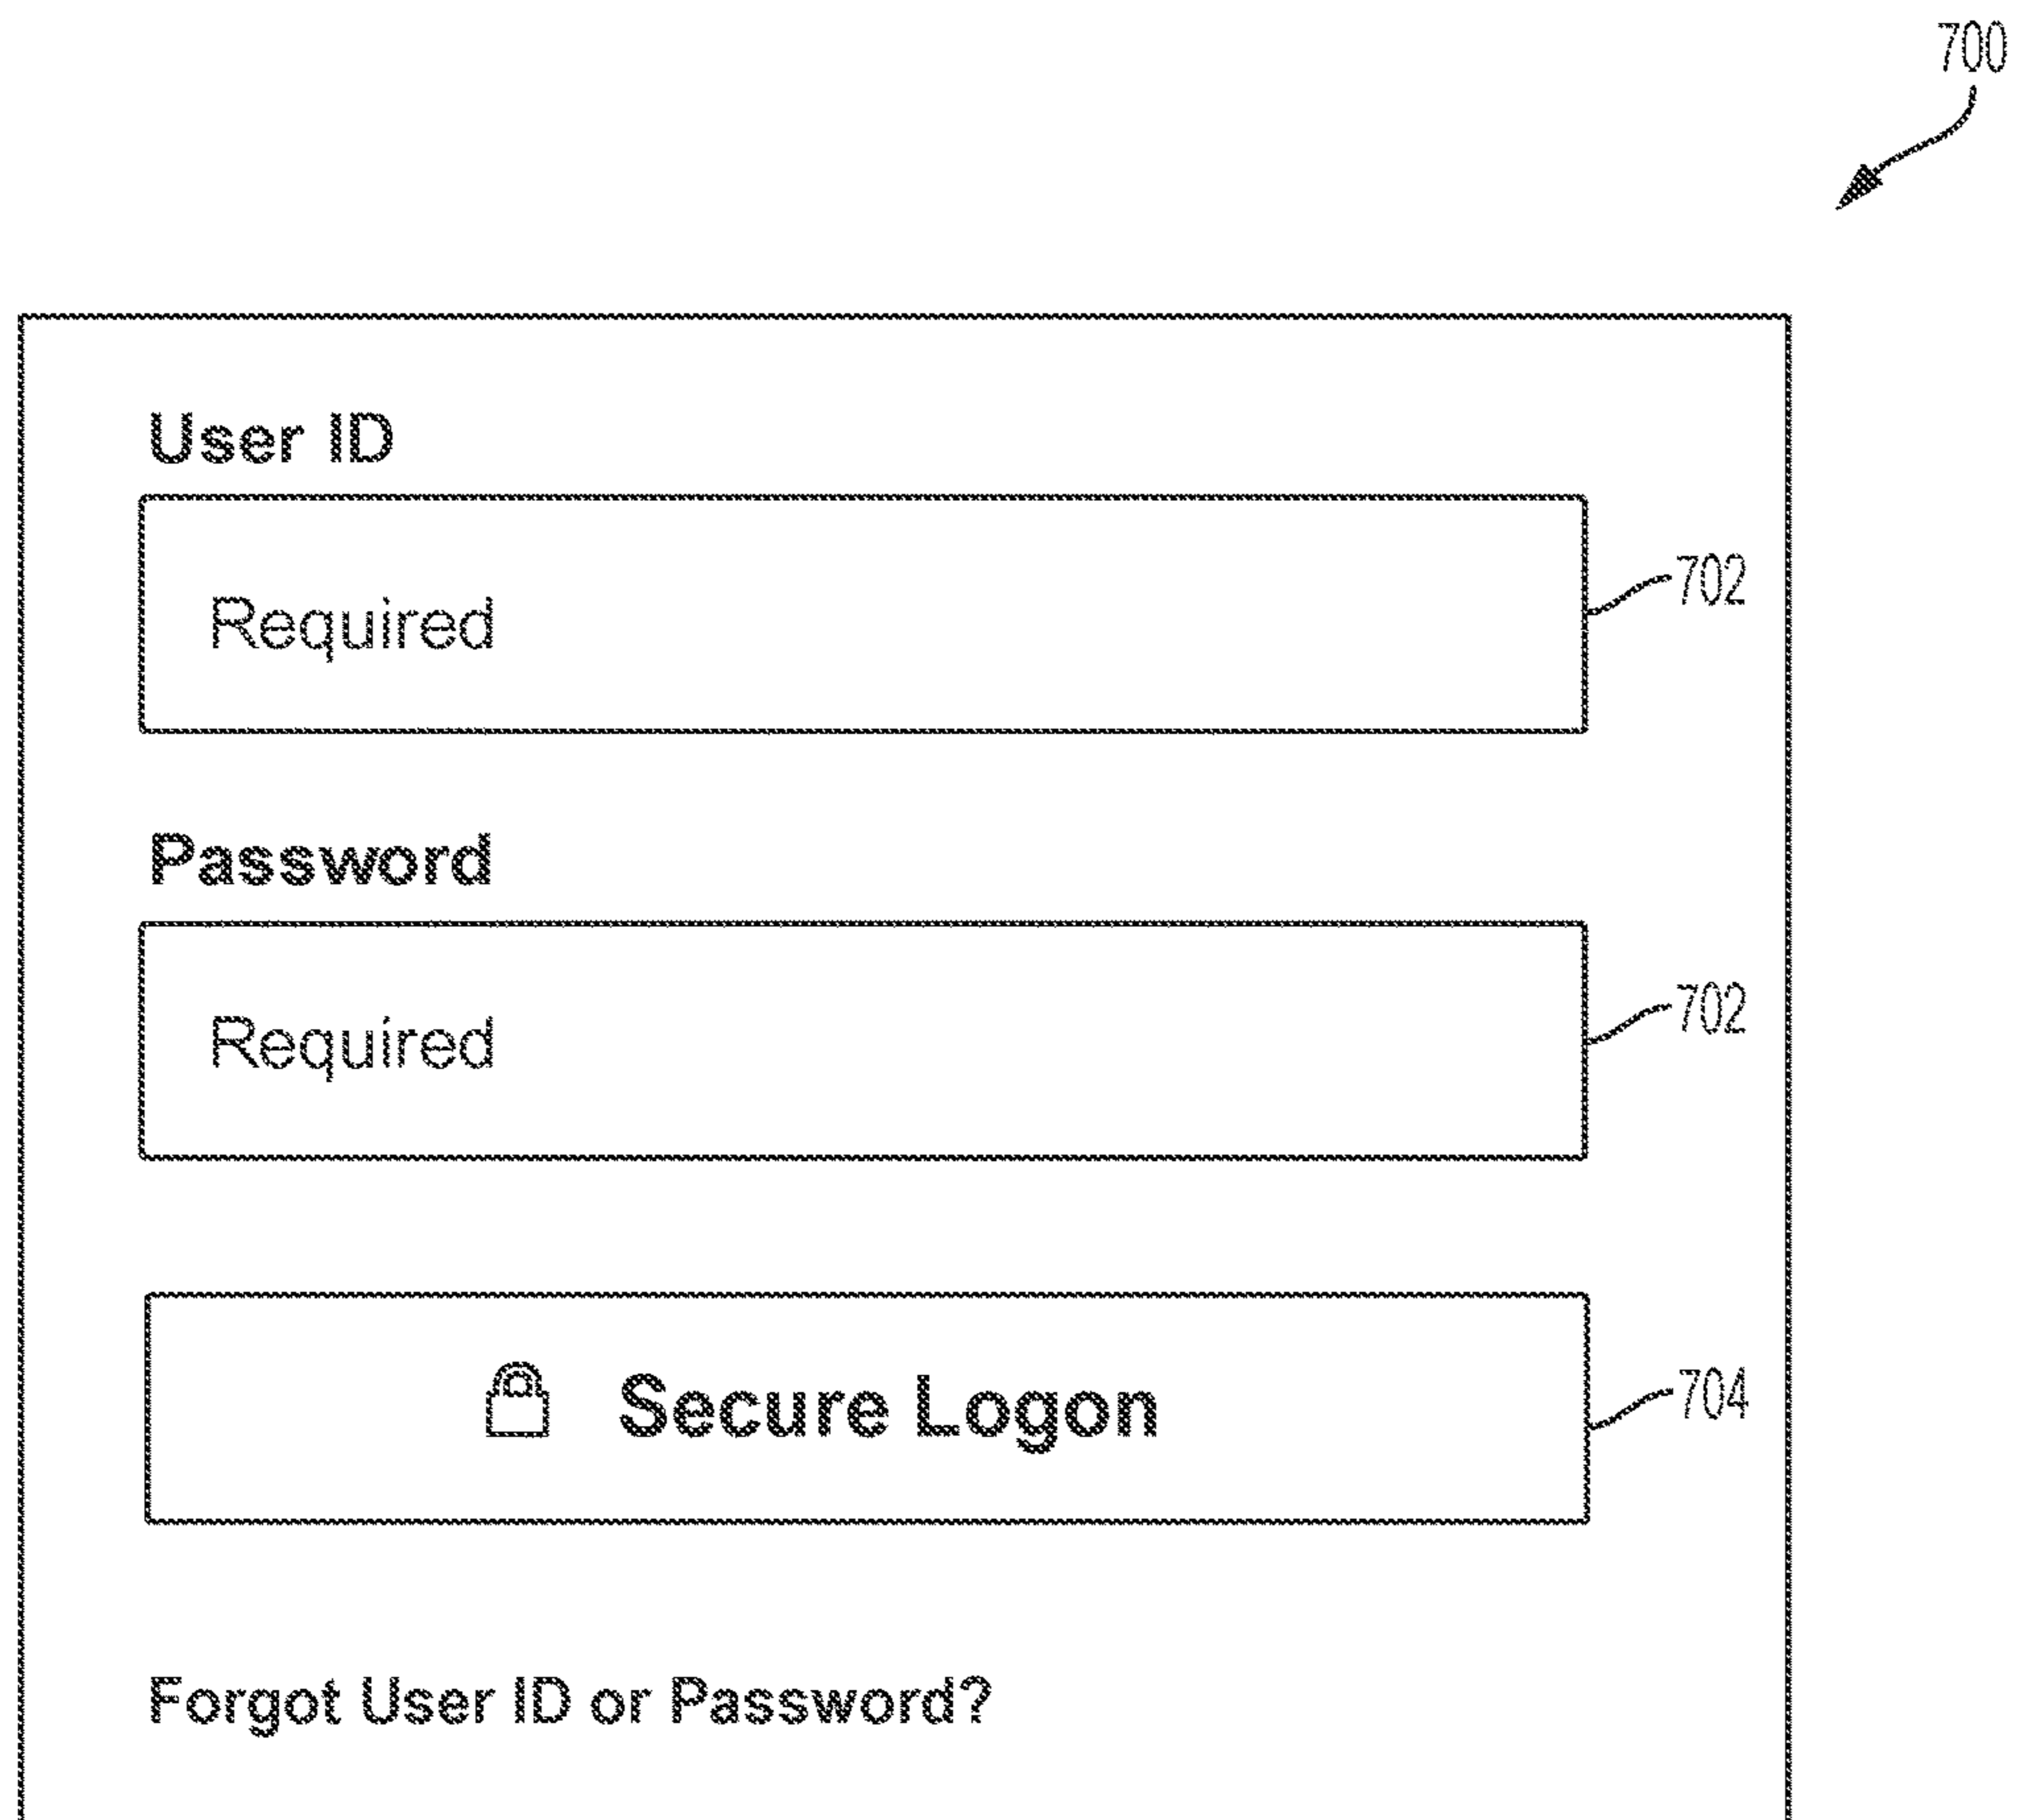 700
User ID
Required
702
Password
Required
702
Secure Logon
704
Forgot User ID or Password?